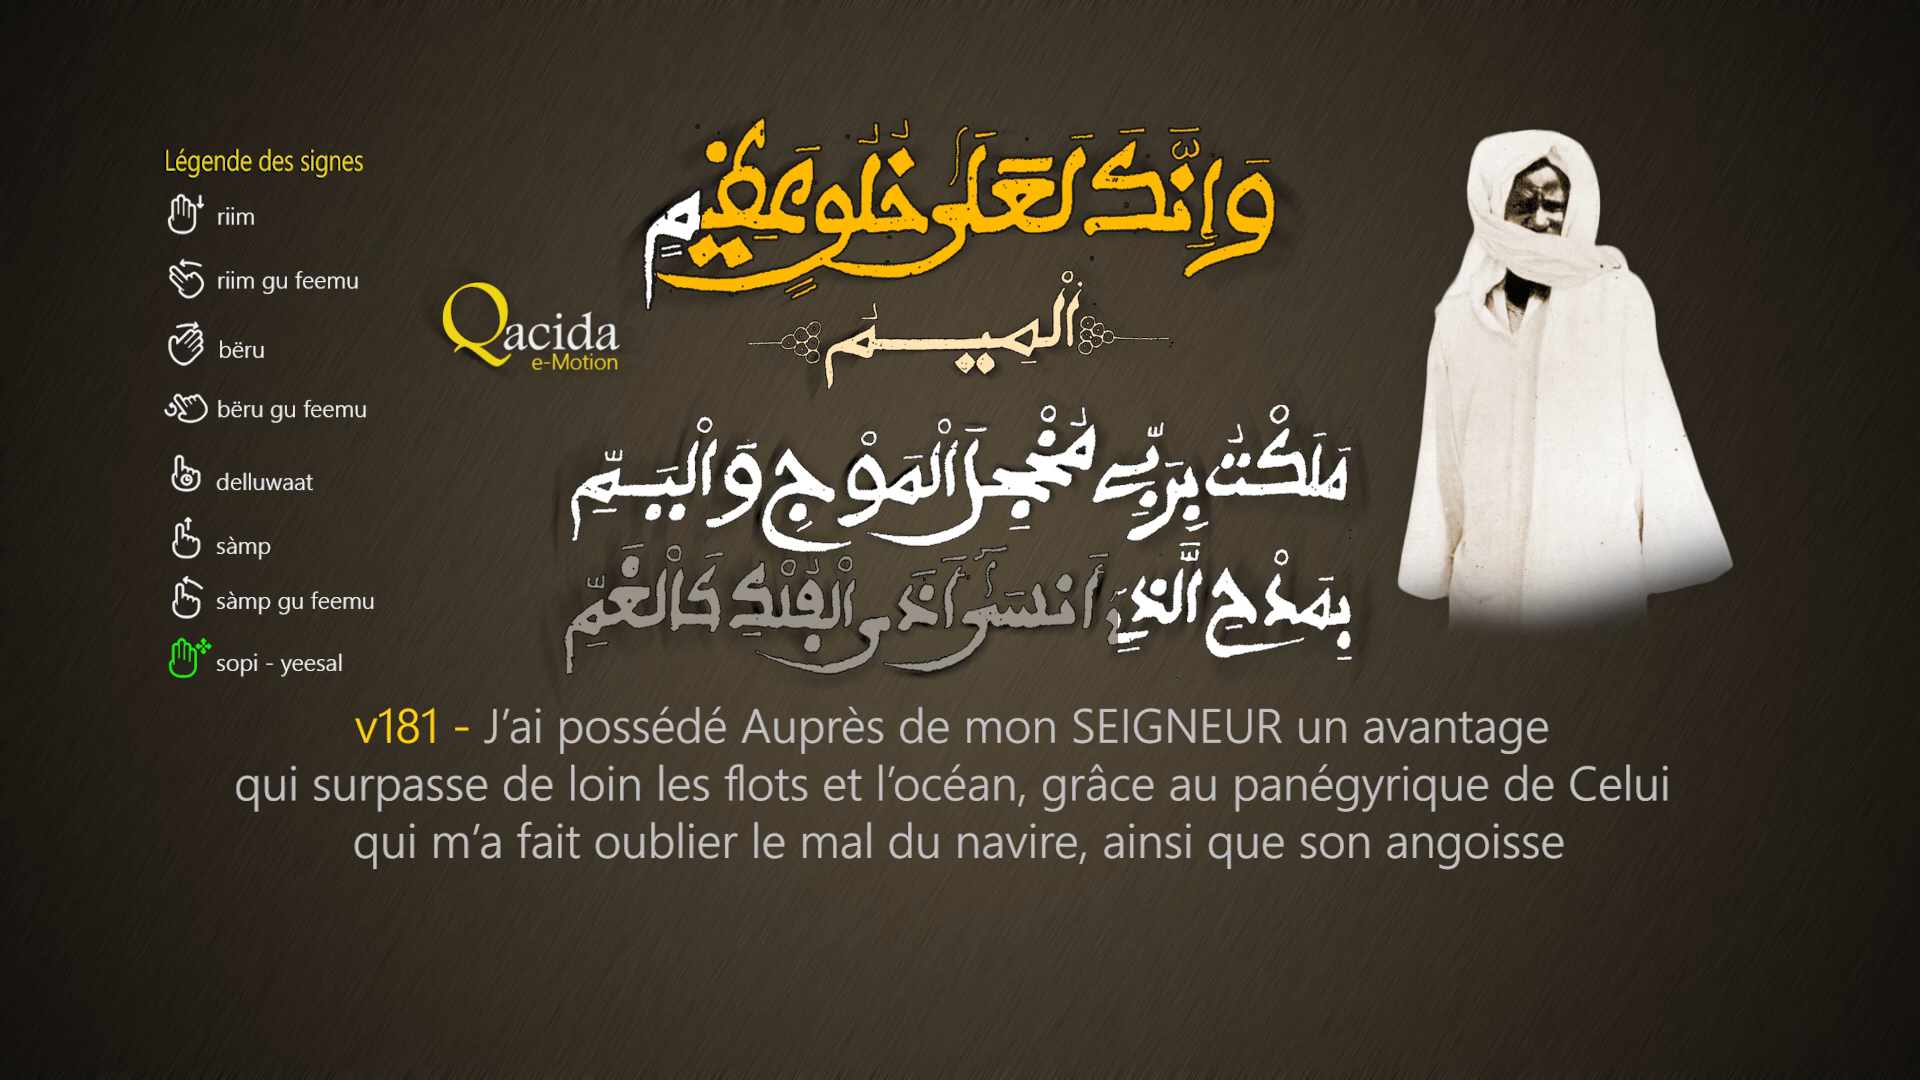 Légende des signes
riim
riim gu feemu
bëru
bëru gu feemu
delluwaat
sàmp
sàmp gu feemu
sopi - yeesal
Qacida
e-Motion
وَإِنَّكَ لَعَلَىٰ خُلُقٍ عَظِيمٍ
اَلْمِيمُ
مَلَكْتُ بِرَبِّي مُخْجِلَ الْمَوْجِ وَالْيَمِّ
بِمَدْحِ الَّذِي أَنْسَى أَذَى الْفُلْكِ كَالْغَمِّ
v181 - J’ai possédé Auprès de mon SEIGNEUR un avantage
qui surpasse de loin les flots et l’océan, grâce au panégyrique de Celui
qui m’a fait oublier le mal du navire, ainsi que son angoisse